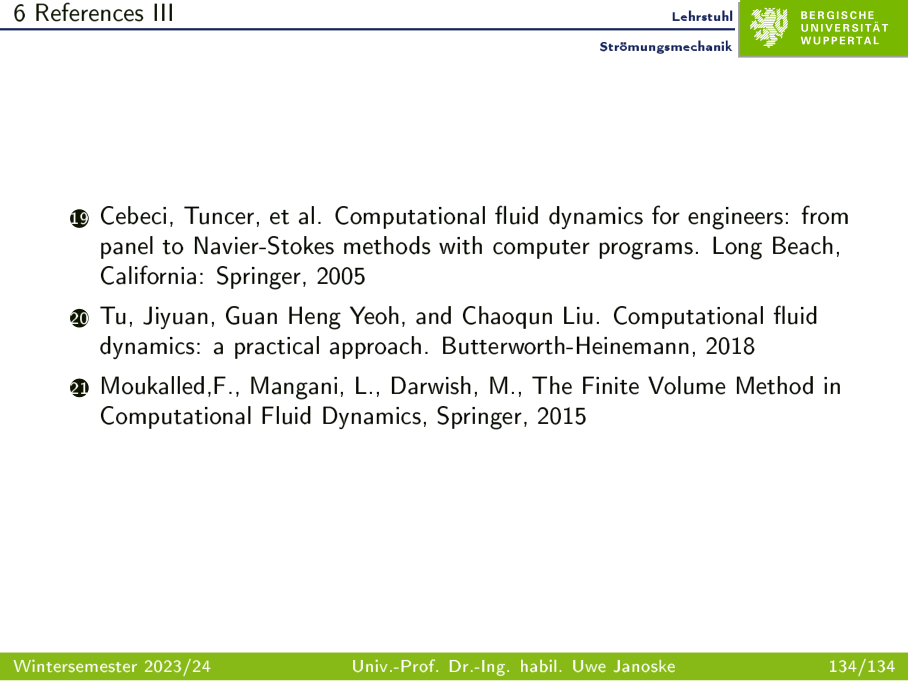 6 References III
Lehrstuhl
Strömungsmechanik
BERGISCHE
UNIVERSITÄT
WUPPERTAL
19 Cebeci, Tuncer, et al. Computational fluid dynamics for engineers: from
panel to Navier-Stokes methods with computer programs. Long Beach,
California: Springer, 2005
20 Tu, Jiyuan, Guan Heng Yeoh, and Chaoqun Liu. Computational fluid
dynamics: a practical approach. Butterworth-Heinemann, 2018
21 Moukalled,F., Mangani, L., Darwish, M., The Finite Volume Method in
Computational Fluid Dynamics, Springer, 2015
Wintersemester 2023/24 Univ.-Prof. Dr.-Ing. habil. Uwe Janoske 134/134